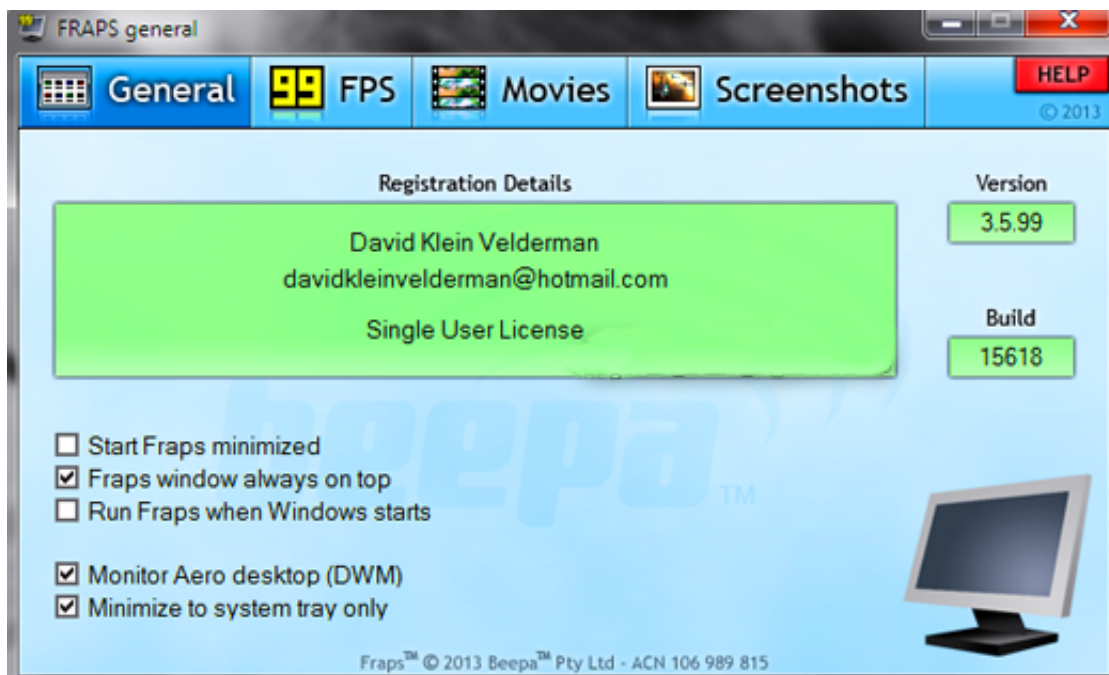 FRAPS general
General
99 FPS
Movies
Screenshots
HELP
© 2013
Registration Details
David Klein Velderman
davidkleinvelderman@hotmail.com
Single User License
Version
3.5.99
Build
15618
beepa TM
Start Fraps minimized
Fraps window always on top
Run Fraps when Windows starts
Monitor Aero desktop (DWM)
Minimize to system tray only
Fraps™ © 2013 Beepa™ Pty Ltd - ACN 106 989 815